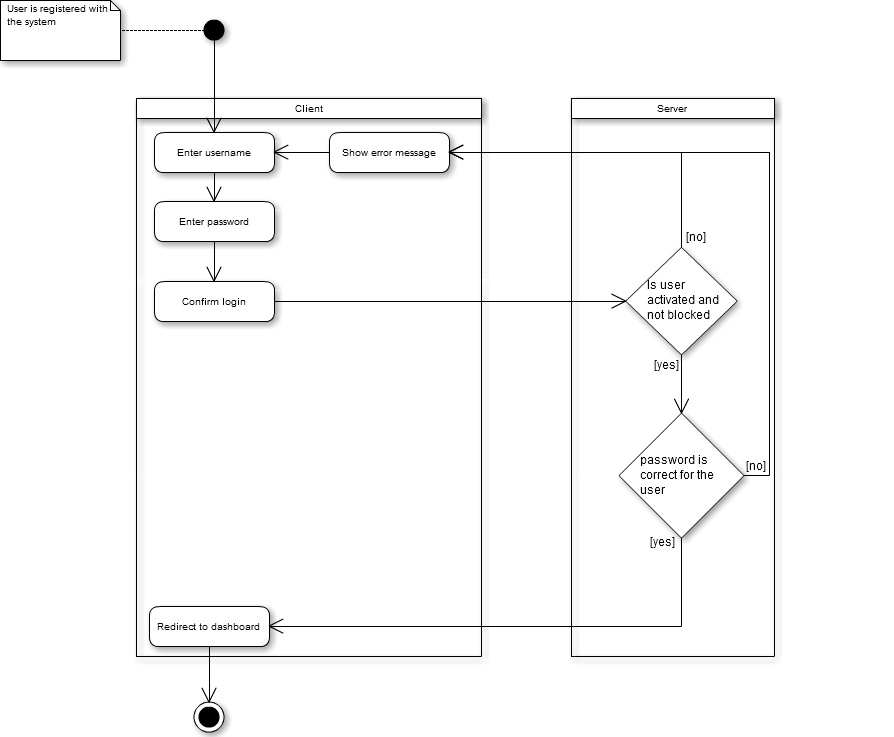 User is registered with
the system
Client
Server
Enter username
Show error message
Enter password
[no]
Confirm login
Is user
activated and
not blocked
[yes]
password is
correct for the
user
[no]
[yes]
Redirect to dashboard